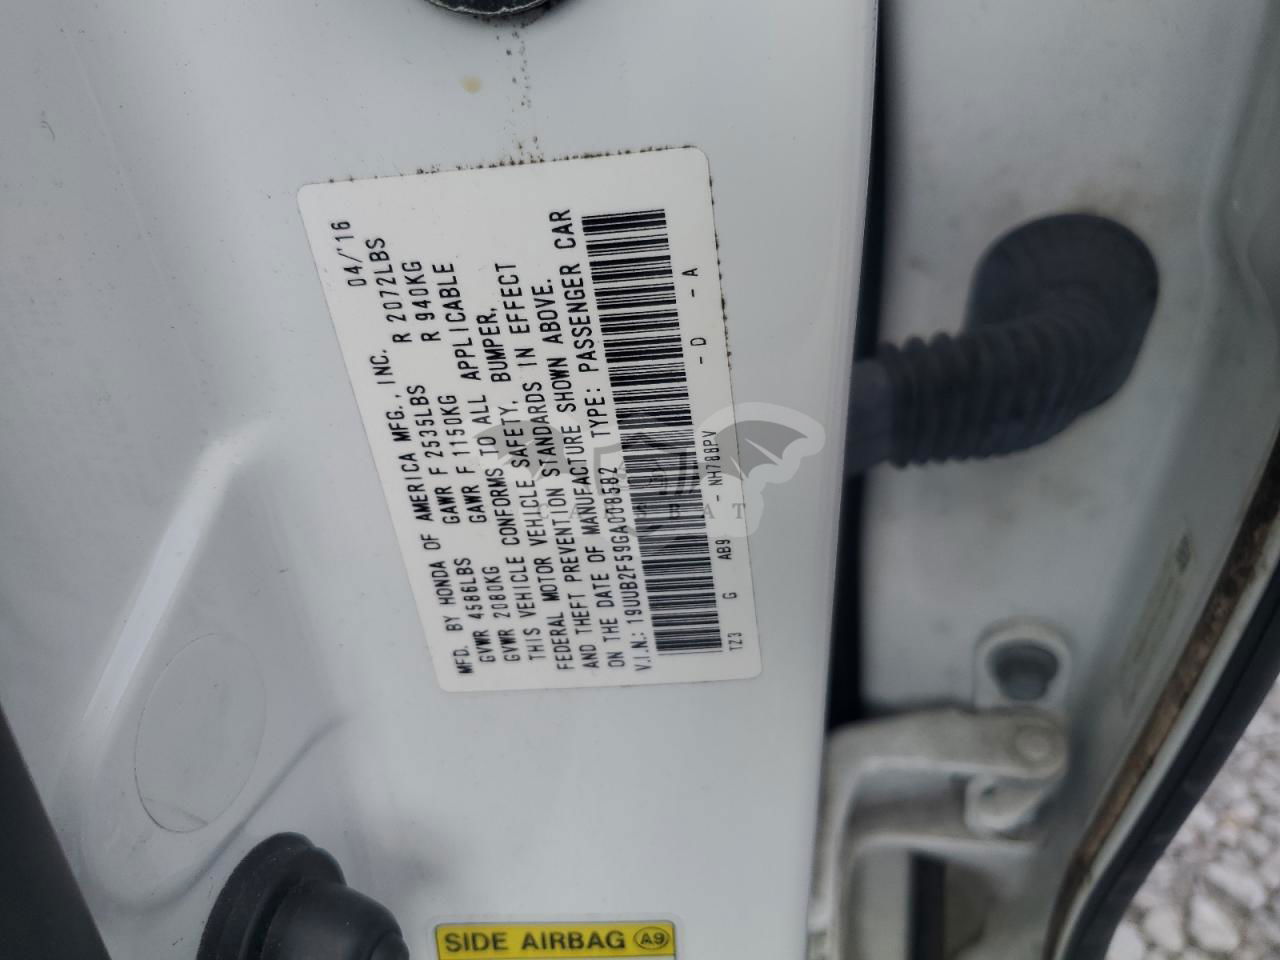 MFD. BY HONDA OF AMERICA MFG., INC. 04/'16
GVWR 4586LBS GAWR F 2535LBS R 2072LBS
GVWR 2080KG GAWR F 1150KG R 940KG
THIS VEHICLE CONFORMS TO ALL APPLICABLE
FEDERAL MOTOR VEHICLE SAFETY, BUMPER,
AND THEFT PREVENTION STANDARDS IN EFFECT
ON THE DATE OF MANUFACTURE SHOWN ABOVE.
V.I.N.: 19UUB2F59GA008582 TYPE: PASSENGER CAR
TZ3 G AB9 - NH788PV - D - A
CARSBAT
SIDE AIRBAG A9